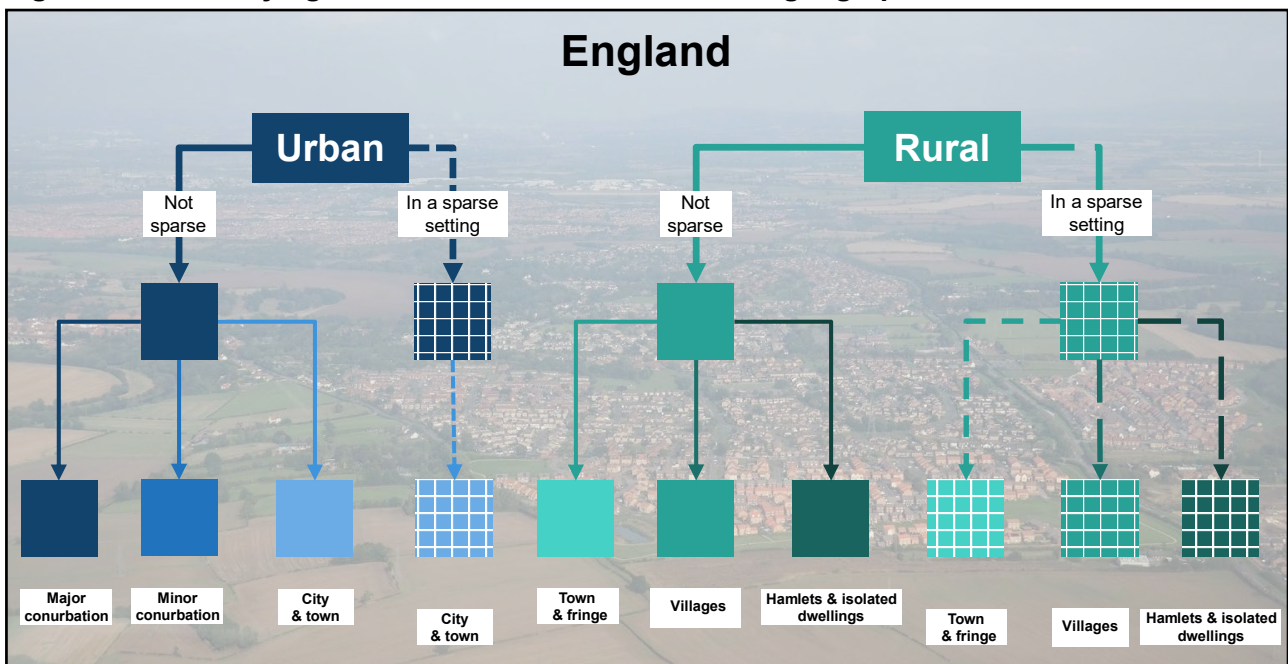 England
Urban
Rural
Not
sparse
In a sparse
setting
Not
sparse
In a sparse
setting
Major
conurbation
Minor
conurbation
City
& town
City
& town
Town
& fringe
Villages
Hamlets & isolated
dwellings
Town
& fringe
Villages
Hamlets & isolated
dwellings